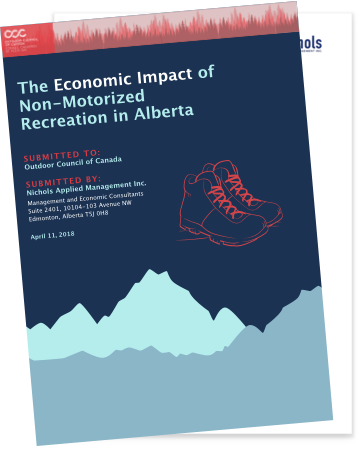 The Economic Impact of
Non-Motorized
Recreation in Alberta
SUBMITTED TO:
Outdoor Council of Canada
SUBMITTED BY:
Nichols Applied Management Inc.
Management and Economic Consultants
Suite 2401, 10104-103 Avenue NW
Edmonton, Alberta T5J 0H8
April 11, 2018